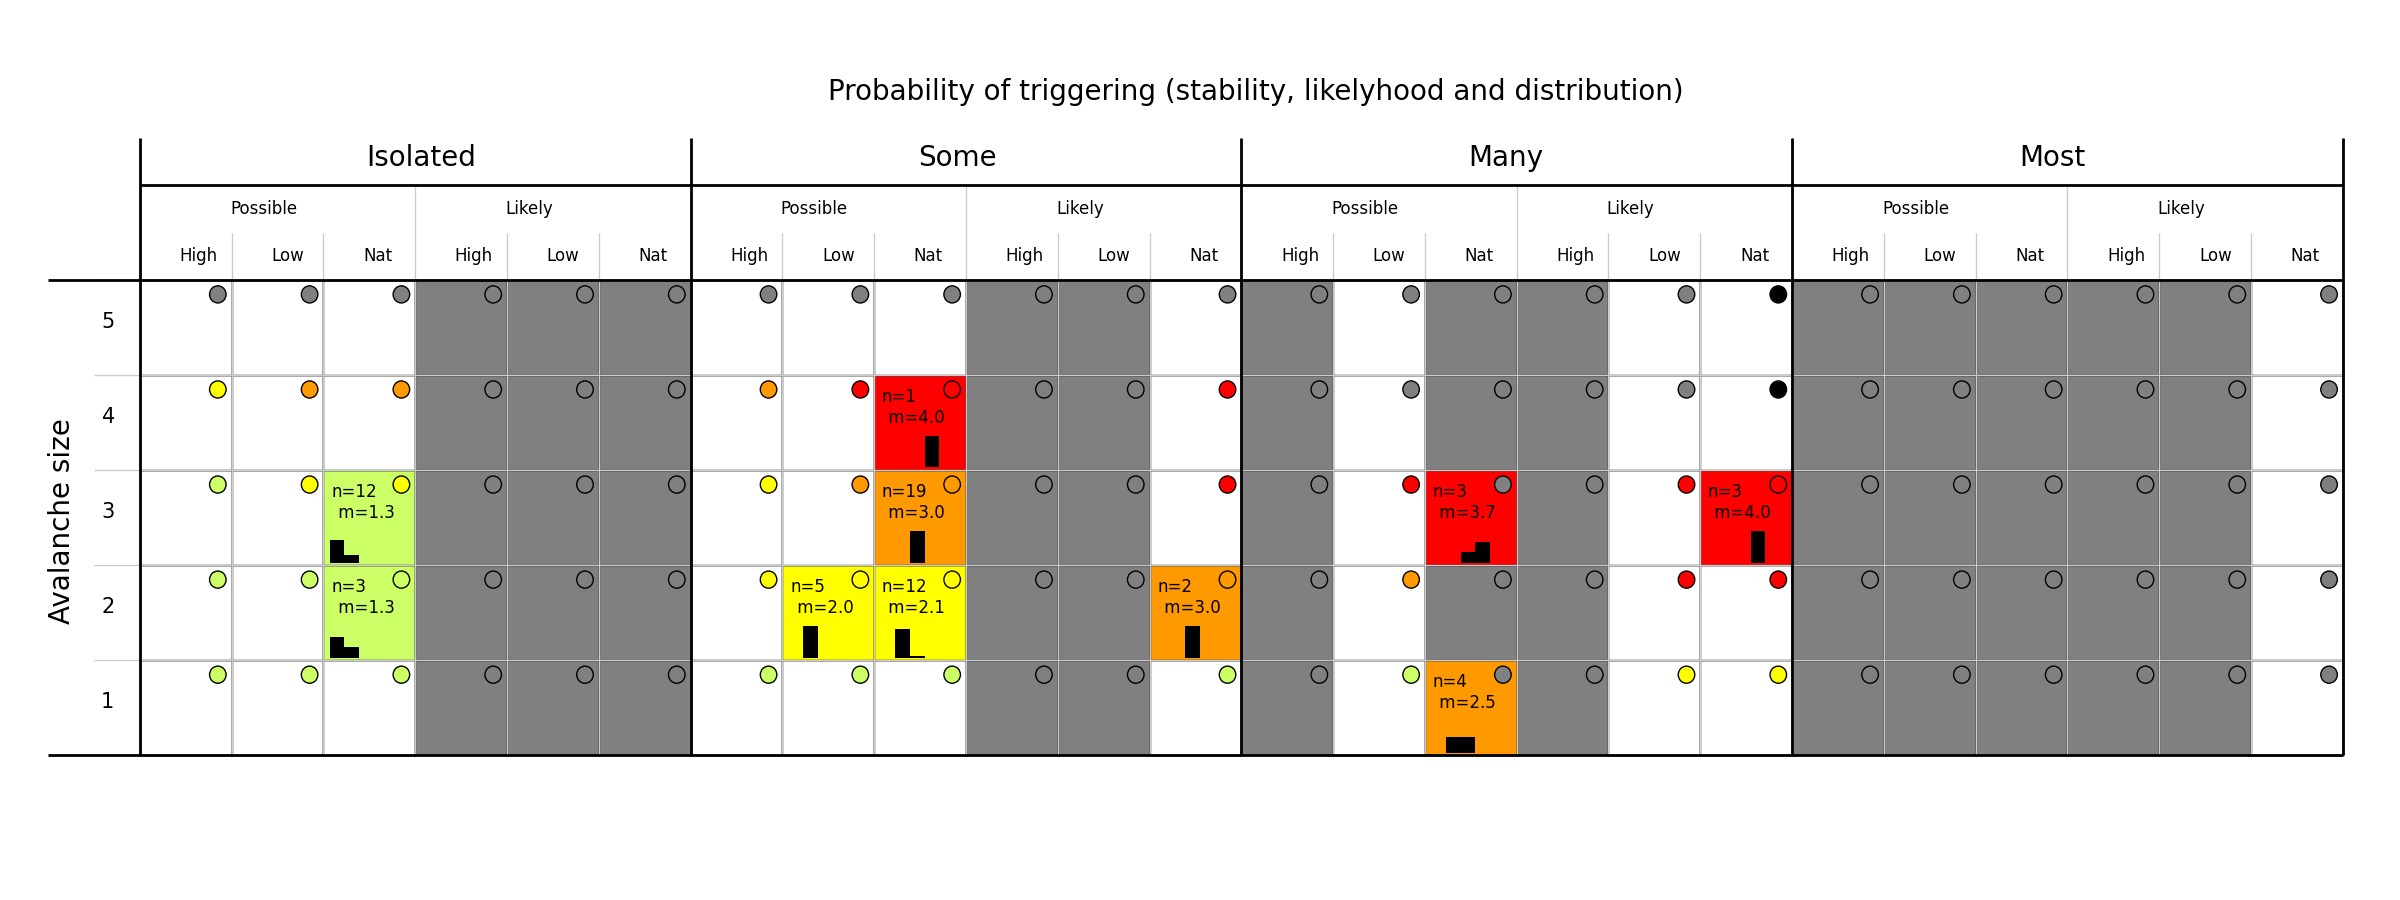 Probability of triggering (stability, likelyhood and distribution)
Isolated Some Many Most
Possible Likely Possible Likely Possible Likely Possible Likely
High Low Nat High Low Nat High Low Nat High Low Nat High Low Nat High Low Nat High Low Nat High Low Nat
Avalanche size
5
4
n=1
m=4.0
3
n=12
m=1.3
n=19
m=3.0
n=3
m=3.7
n=3
m=4.0
2
n=3
m=1.3
n=5
m=2.0
n=12
m=2.1
n=2
m=3.0
1
n=4
m=2.5